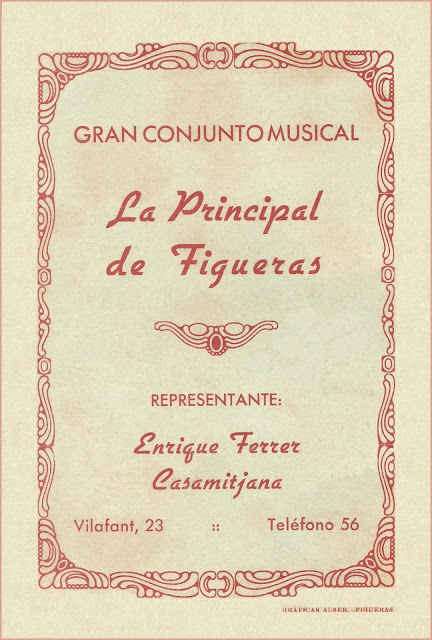 GRAN CONJUNTO MUSICAL
La Principal
de Figueras
REPRESENTANTE:
Enrique Ferrer
Casamitjana
Vilafant, 23 :: Teléfono 56
GRÁFICAS ALBER. - FIGUERAS